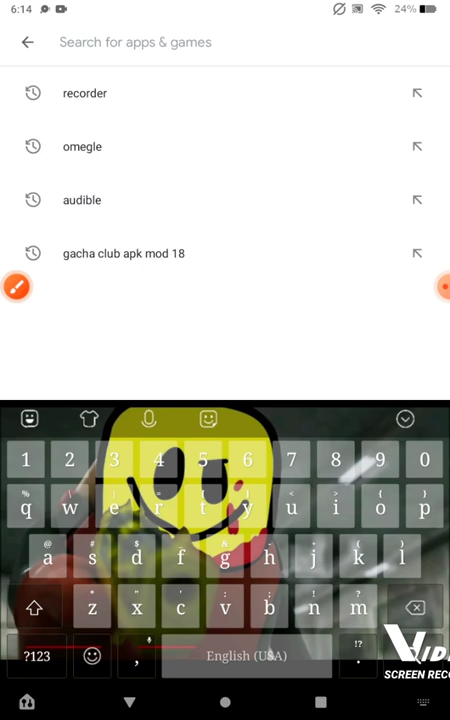 6:14 24%
Search for apps & games
recorder
omegle
audible
gacha club apk mod 18
1 2 3 4 5 6 7 8 9 0
q w e r t y u i o p
a s d f g h j k l
z x c v b n m
?123 , English (USA) . !?
SCREEN RECO